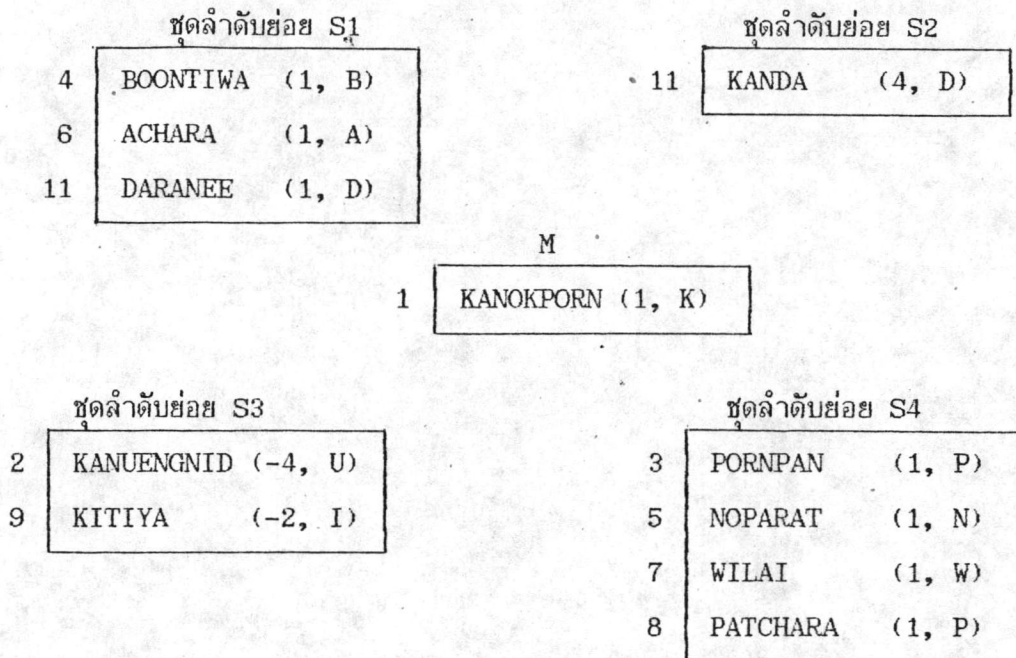 ชุดลำดับย่อย S1
4 BOONTIWA (1, B)
6 ACHARA (1, A)
11 DARANEE (1, D)
ชุดลำดับย่อย S2
11 KANDA (4, D)
M
1 KANOKPORN (1, K)
ชุดลำดับย่อย S3
2 KANUENGNID (-4, U)
9 KITIYA (-2, I)
ชุดลำดับย่อย S4
3 PORNPAN (1, P)
5 NOPARAT (1, N)
7 WILAI (1, W)
8 PATCHARA (1, P)